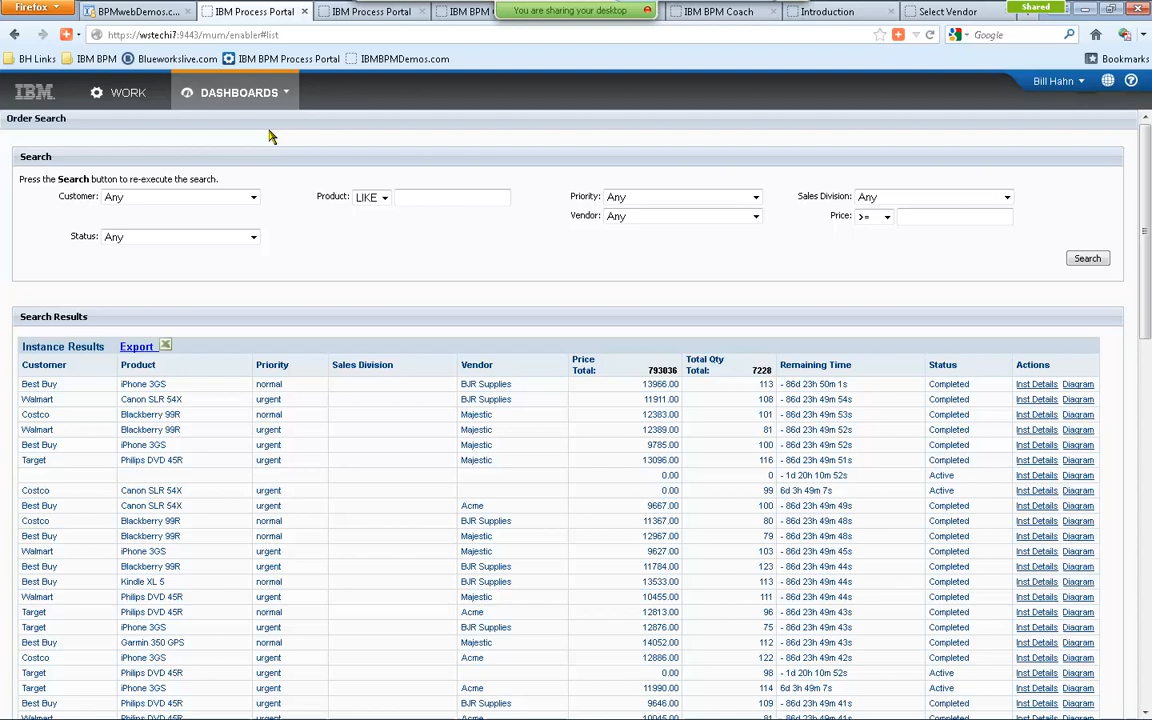 Firefox
BPMwebDemos.c...
IBM Process Portal
IBM Process Portal
IBM BPM
You are sharing your desktop
IBM BPM Coach
Introduction
Select Vendor
Shared
https://wstechi7:9443/mum/enabler#list
Google
BH Links
IBM BPM
Blueworkslive.com
IBM BPM Process Portal
IBMBPMDemos.com
Bookmarks
IBM
WORK
DASHBOARDS
Bill Hahn
Order Search
Search
Press the Search button to re-execute the search.
Customer: Any Product: LIKE Priority: Any Sales Division: Any
Vendor: Any Price: >=
Status: Any
Search
Search Results
Instance Results Export
Customer Product Priority Sales Division Vendor Price Total: 793036 Total Qty Total: 7228 Remaining Time Status Actions
Best Buy iPhone 3GS normal BJR Supplies 13966.00 113 - 86d 23h 50m 1s Completed Inst Details Diagram
Walmart Canon SLR 54X urgent BJR Supplies 11911.00 108 - 86d 23h 49m 54s Completed Inst Details Diagram
Costco Blackberry 99R normal Majestic 12383.00 101 - 86d 23h 49m 53s Completed Inst Details Diagram
Walmart Blackberry 99R urgent Majestic 12389.00 81 - 86d 23h 49m 52s Completed Inst Details Diagram
Best Buy iPhone 3GS urgent Majestic 9785.00 100 - 86d 23h 49m 52s Completed Inst Details Diagram
Target Philips DVD 45R urgent Majestic 13096.00 116 - 86d 23h 49m 51s Completed Inst Details Diagram
0.00 0 - 1d 20h 10m 52s Active Inst Details Diagram
Costco Canon SLR 54X urgent 0.00 99 6d 3h 49m 7s Active Inst Details Diagram
Best Buy Canon SLR 54X urgent Acme 9667.00 100 - 86d 23h 49m 49s Completed Inst Details Diagram
Costco Blackberry 99R normal BJR Supplies 11367.00 80 - 86d 23h 49m 48s Completed Inst Details Diagram
Best Buy Blackberry 99R normal Majestic 12967.00 79 - 86d 23h 49m 48s Completed Inst Details Diagram
Walmart iPhone 3GS urgent Majestic 9627.00 103 - 86d 23h 49m 45s Completed Inst Details Diagram
Best Buy iPhone 3GS urgent BJR Supplies 11784.00 123 - 86d 23h 49m 44s Completed Inst Details Diagram
Best Buy Kindle XL 5 urgent BJR Supplies 13533.00 113 - 86d 23h 49m 44s Completed Inst Details Diagram
Walmart Philips DVD 45R urgent Majestic 10455.00 111 - 86d 23h 49m 44s Completed Inst Details Diagram
Target Philips DVD 45R normal Acme 12813.00 96 - 86d 23h 49m 43s Completed Inst Details Diagram
Target iPhone 3GS urgent BJR Supplies 12876.00 75 - 86d 23h 49m 43s Completed Inst Details Diagram
Best Buy Garmin 350 GPS normal Majestic 14052.00 112 - 86d 23h 49m 43s Completed Inst Details Diagram
Costco iPhone 3GS urgent Acme 12886.00 122 - 86d 23h 49m 42s Completed Inst Details Diagram
Target Philips DVD 45R urgent 0.00 98 - 1d 20h 10m 52s Active Inst Details Diagram
Target iPhone 3GS urgent Acme 11990.00 114 6d 3h 49m 7s Active Inst Details Diagram
Best Buy Philips DVD 45R urgent BJR Supplies 9646.00 109 - 86d 23h 49m 41s Completed Inst Details Diagram
Walmart Canon SLR 54X urgent Acme 10045.00 81 - 86d 23h 49m Completed Inst Details Diagram